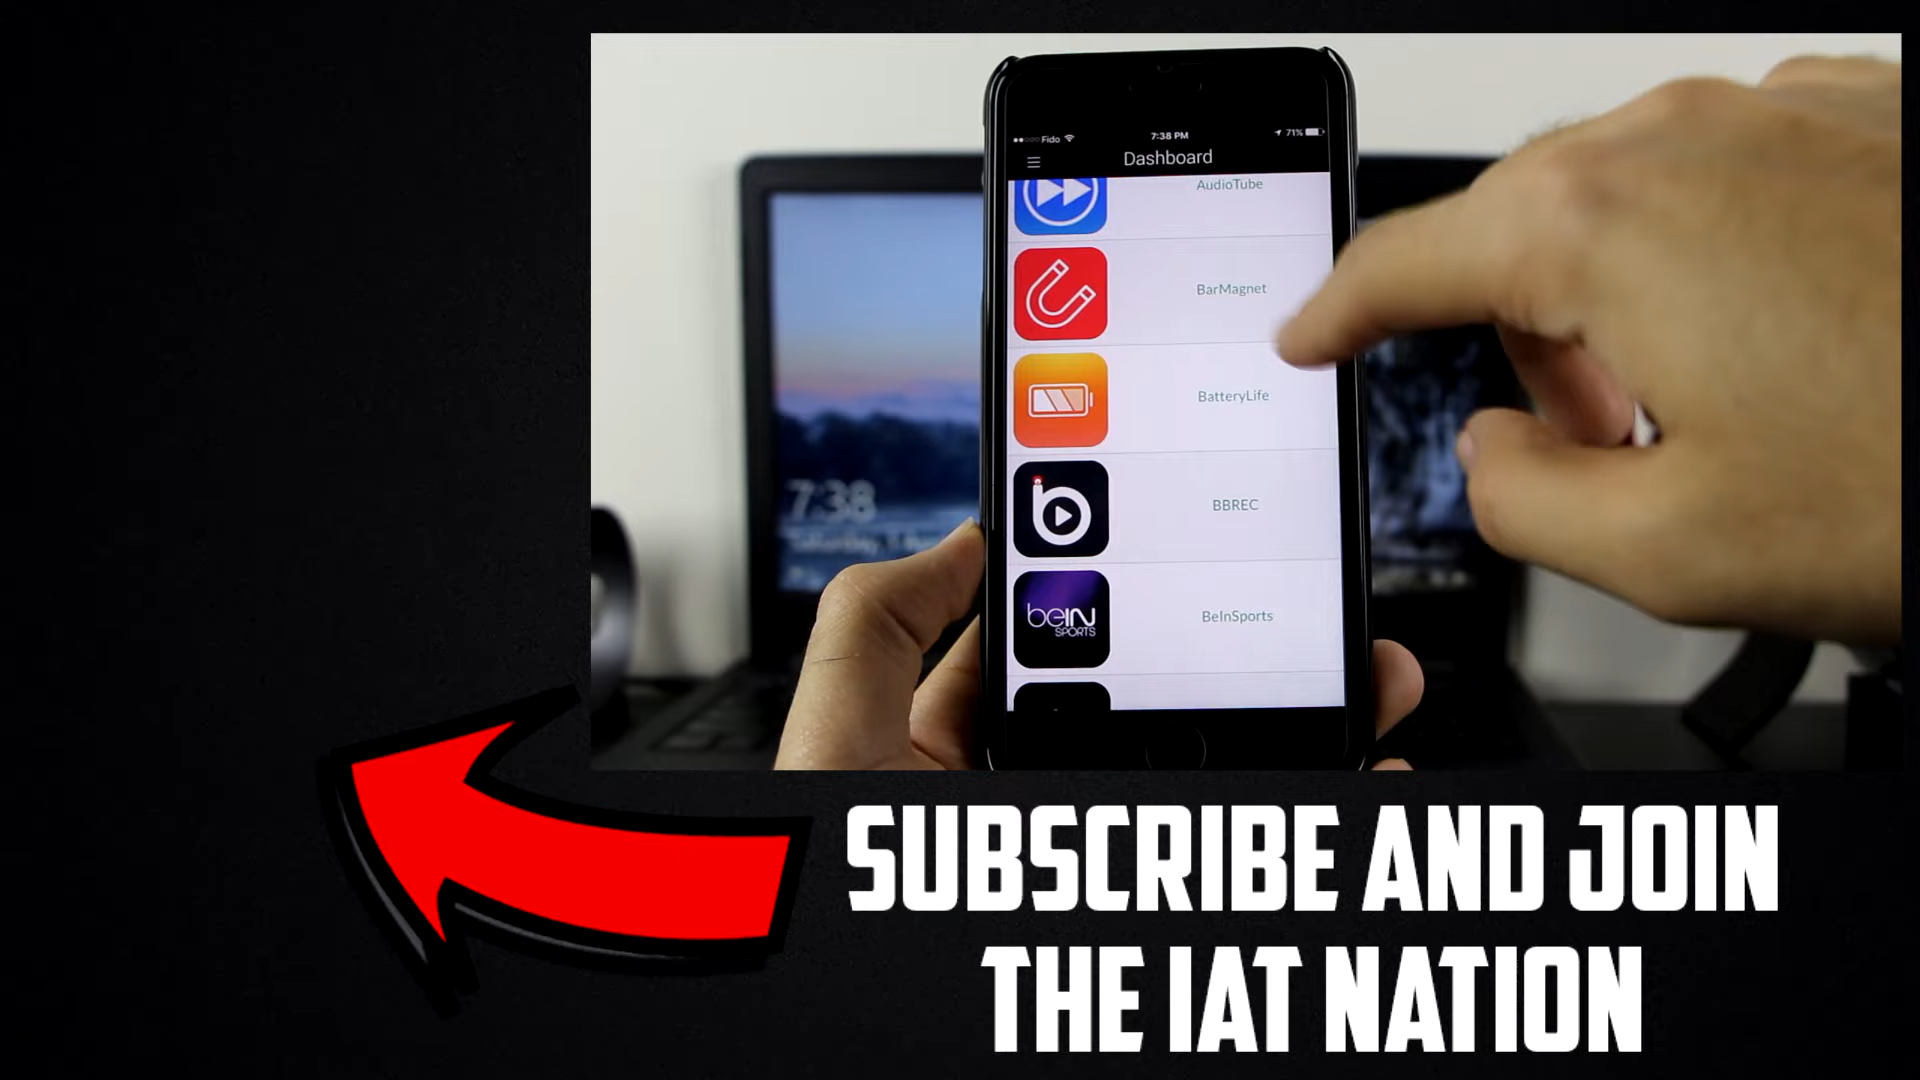 Fido
7:38 PM
71%
Dashboard
AudioTube
BarMagnet
BatteryLife
BBREC
b
BeInSports
beIN
SPORTS
7:38
Saturday,
SUBSCRIBE AND JOIN
THE IAT NATION